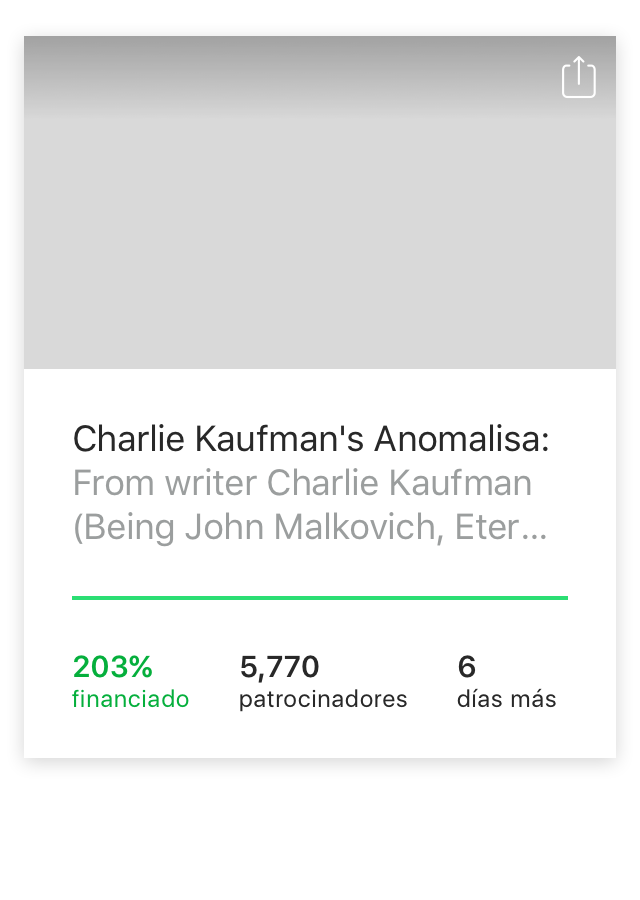 Charlie Kaufman's Anomalisa:
From writer Charlie Kaufman
(Being John Malkovich, Eter...
203% 5,770 6
financiado patrocinadores días más